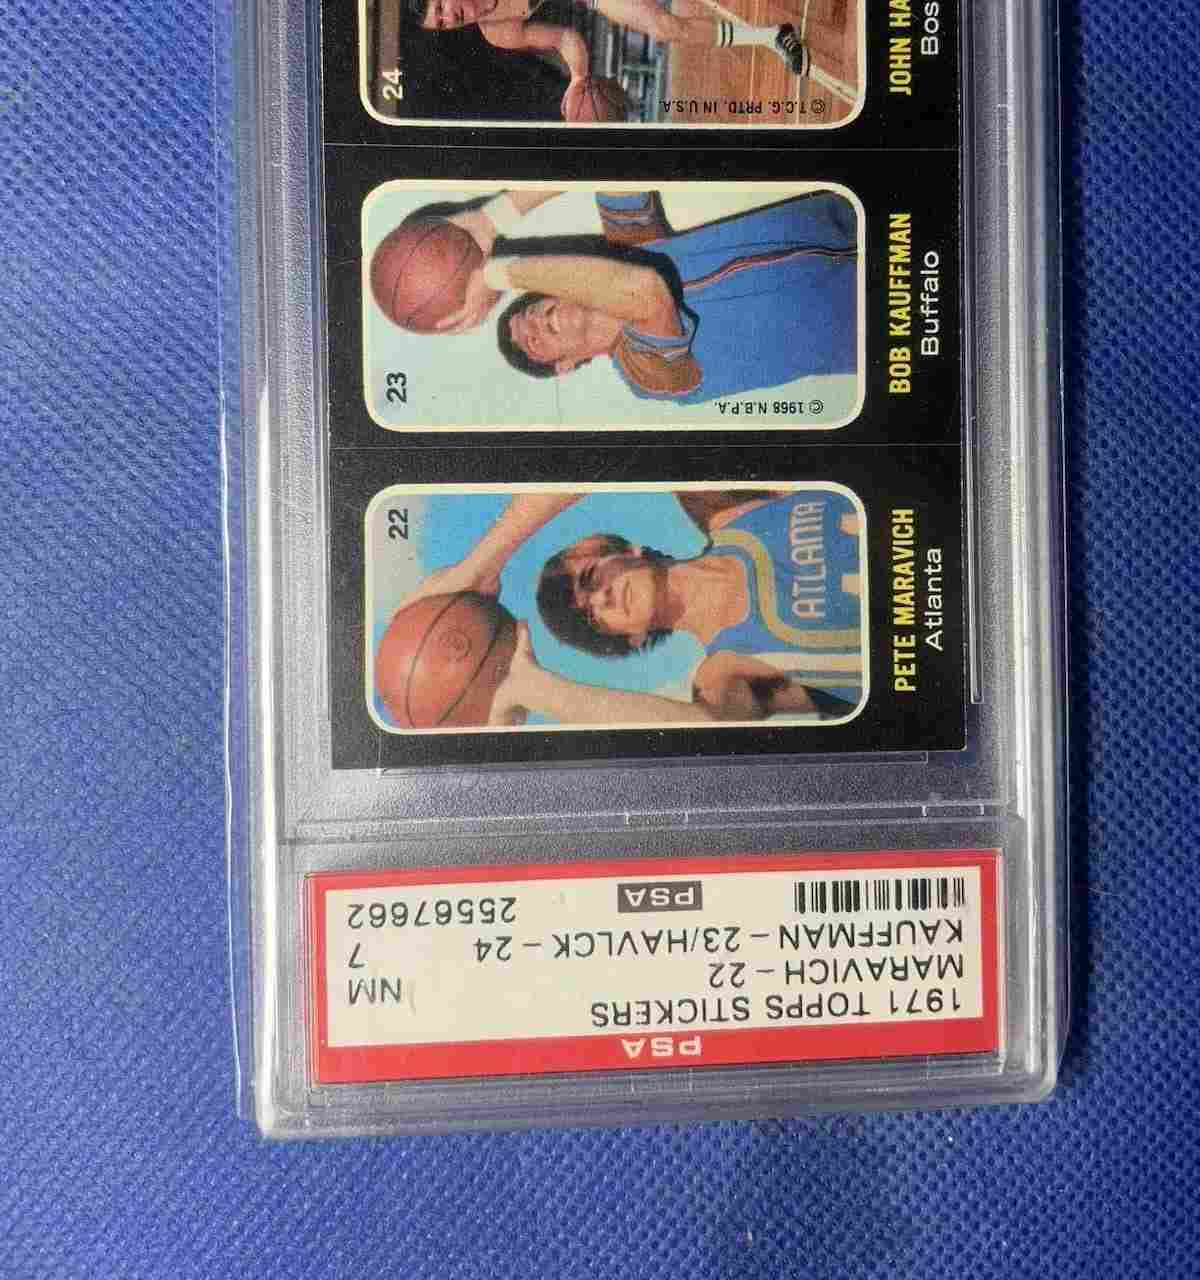 PSA
1971 TOPPS STICKERS
MARAVICH - 22
KAUFFMAN - 23/HAVLCK - 24
NM
7
PSA
25567662
22
ATLANTA
PETE MARAVICH
Atlanta
23
© 1968 N.B.P.A.
BOB KAUFFMAN
Buffalo
24
© T.C.G. PRTD. IN U.S.A.
JOHN HA
Bos